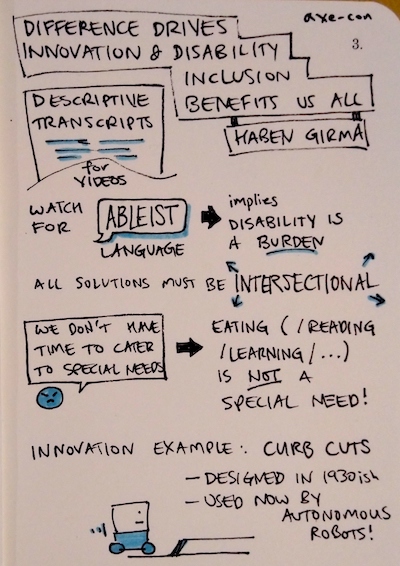 axe-con
3.
DIFFERENCE DRIVES
INNOVATION & DISABILITY
INCLUSION
BENEFITS US ALL
HABEN GIRMA
DESCRIPTIVE
TRANSCRIPTS
for
VIDEOS
WATCH
FOR
ABLEIST
LANGUAGE
implies
DISABILITY IS
A BURDEN
ALL SOLUTIONS MUST BE INTERSECTIONAL
WE DON'T HAVE
TIME TO CATER
TO SPECIAL NEEDS
EATING (/READING
/LEARNING/...)
IS NOT A
SPECIAL NEED!
INNOVATION EXAMPLE: CURB CUTS
- DESIGNED IN 1930ish
- USED NOW BY
AUTONOMOUS
ROBOTS!